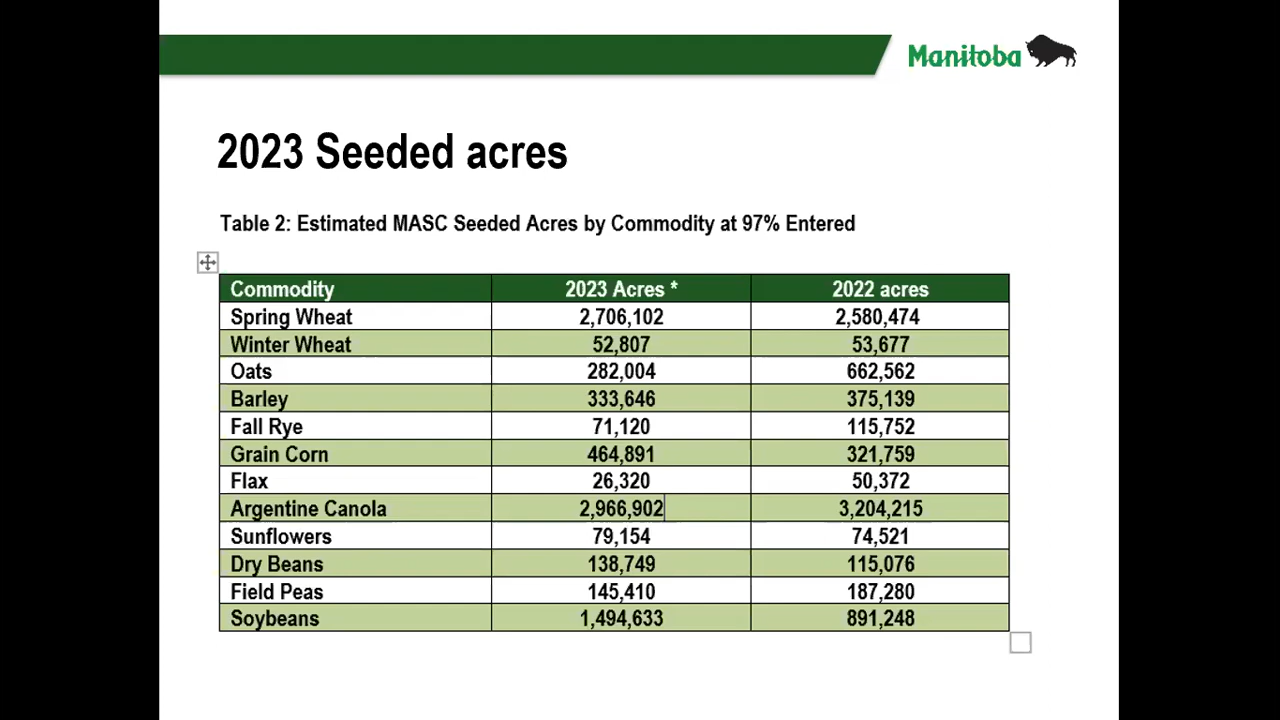 Manitoba
2023 Seeded acres
Table 2: Estimated MASC Seeded Acres by Commodity at 97% Entered
Commodity 2023 Acres * 2022 acres
Spring Wheat 2,706,102 2,580,474
Winter Wheat 52,807 53,677
Oats 282,004 662,562
Barley 333,646 375,139
Fall Rye 71,120 115,752
Grain Corn 464,891 321,759
Flax 26,320 50,372
Argentine Canola 2,966,902 3,204,215
Sunflowers 79,154 74,521
Dry Beans 138,749 115,076
Field Peas 145,410 187,280
Soybeans 1,494,633 891,248